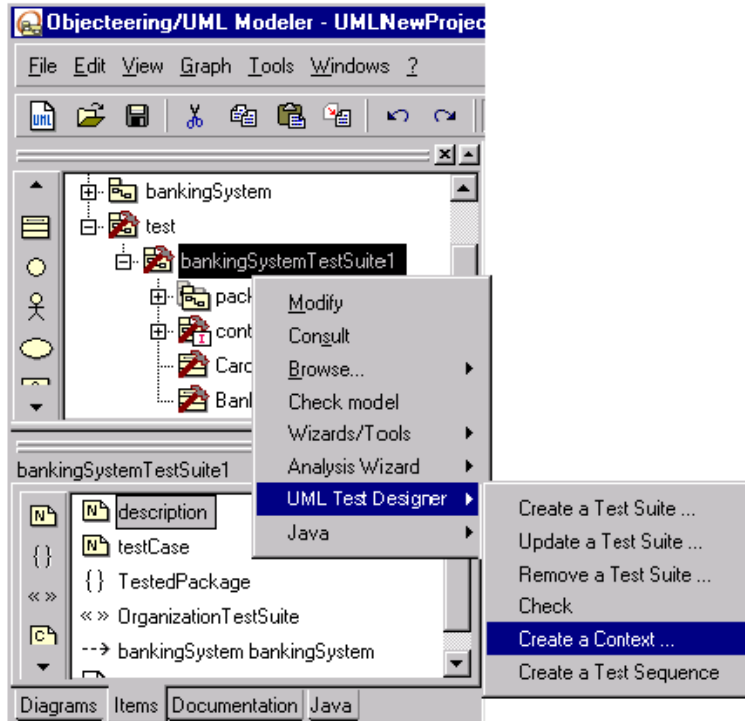 Objecteering/UML Modeler - UMLNewProjec
File Edit View Graph Tools Windows ?
UML
bankingSystem
test
bankingSystemTestSuite1
pack
cont
I
Card
Bank
Modify
Consult
Browse...
Check model
Wizards/Tools
Analysis Wizard
UML Test Designer
Java
Create a Test Suite ...
Update a Test Suite ...
Remove a Test Suite ...
Check
Create a Context ...
Create a Test Sequence
bankingSystemTestSuite1
N
{ }
« »
C
N description
N testCase
{ } TestedPackage
« » OrganizationTestSuite
--> bankingSystem bankingSystem
Diagrams Items Documentation Java